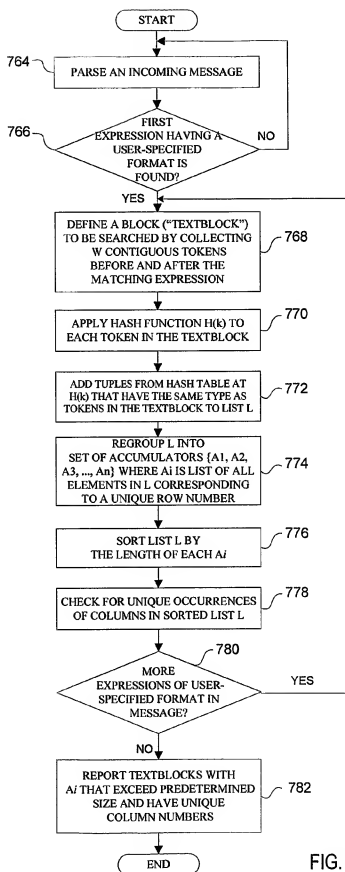 START
764
PARSE AN INCOMING MESSAGE
766
FIRST
EXPRESSION HAVING A
USER-SPECIFIED
FORMAT IS
FOUND?
NO
YES
DEFINE A BLOCK ("TEXTBLOCK")
TO BE SEARCHED BY COLLECTING
W CONTIGUOUS TOKENS
BEFORE AND AFTER THE
MATCHING EXPRESSION
768
APPLY HASH FUNCTION H(k) TO
EACH TOKEN IN THE TEXTBLOCK
770
ADD TUPLES FROM HASH TABLE AT
H(k) THAT HAVE THE SAME TYPE AS
TOKENS IN THE TEXTBLOCK TO LIST L
772
REGROUP L INTO
SET OF ACCUMULATORS {A1, A2,
A3, ..., An} WHERE Ai IS LIST OF ALL
ELEMENTS IN L CORRESPONDING
TO A UNIQUE ROW NUMBER
774
SORT LIST L BY
THE LENGTH OF EACH Ai
776
CHECK FOR UNIQUE OCCURRENCES
OF COLUMNS IN SORTED LIST L
778
780
MORE
EXPRESSIONS OF USER-
SPECIFIED FORMAT IN
MESSAGE?
YES
NO
REPORT TEXTBLOCKS WITH
Ai THAT EXCEED PREDETERMINED
SIZE AND HAVE UNIQUE
COLUMN NUMBERS
782
END
FIG.